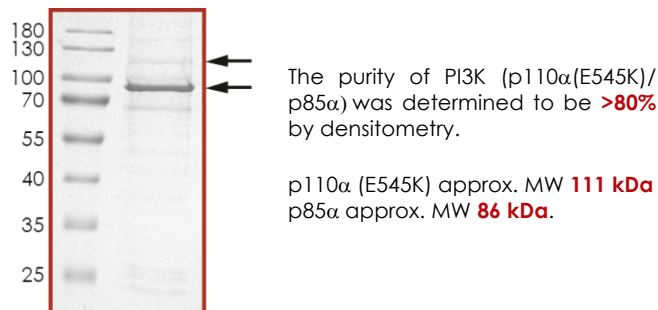 180
130
100
70
55
40
35
25
The purity of PI3K (p110α(E545K)/
p85α) was determined to be >80%
by densitometry.
p110α (E545K) approx. MW 111 kDa
p85α approx. MW 86 kDa.